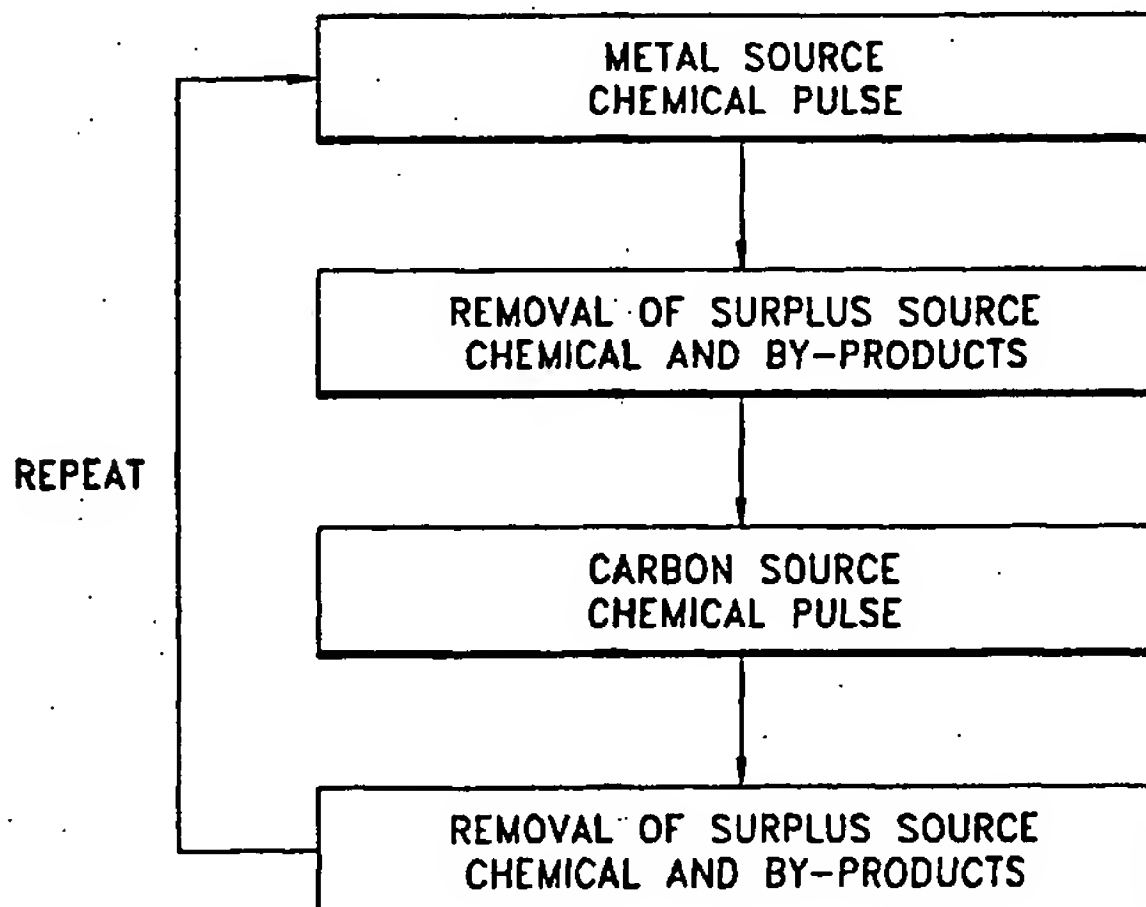 METAL SOURCE
CHEMICAL PULSE
REMOVAL OF SURPLUS SOURCE
CHEMICAL AND BY-PRODUCTS
REPEAT
CARBON SOURCE
CHEMICAL PULSE
REMOVAL OF SURPLUS SOURCE
CHEMICAL AND BY-PRODUCTS